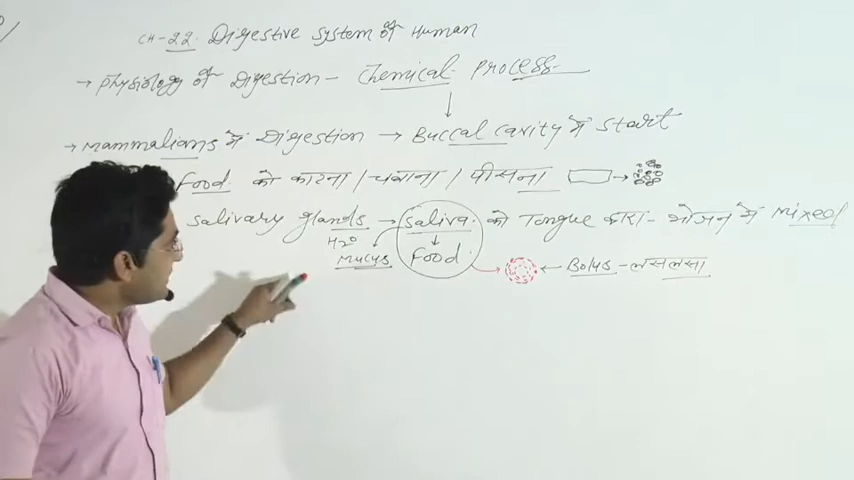 CH-22. Digestive System of Human
→ Physiology of Digestion - Chemical Process
→ Mammalians में Digestion → Buccal cavity में start
Food को काटना / चबाना / पीसना
Salivary glands → Saliva को Tongue द्वारा - भोजन में mixed
H2O
Mucus Food Bolus - लसलसा